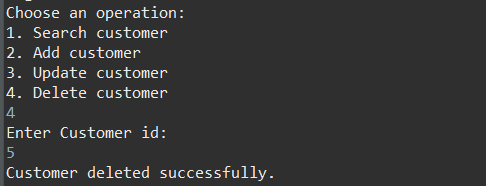 Choose an operation:
1. Search customer
2. Add customer
3. Update customer
4. Delete customer
4
Enter Customer id:
5
Customer deleted successfully.